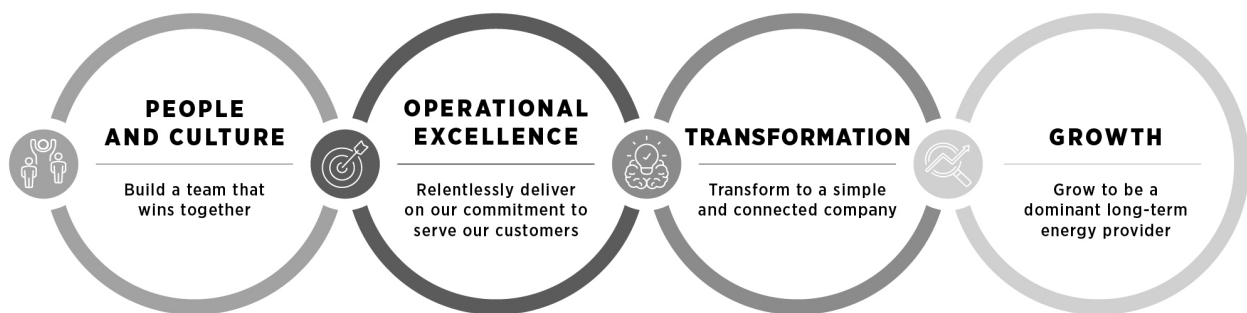 PEOPLE
AND CULTURE
Build a team that
wins together
OPERATIONAL
EXCELLENCE
Relentlessly deliver
on our commitment to
serve our customers
TRANSFORMATION
Transform to a simple
and connected company
GROWTH
Grow to be a
dominant long-term
energy provider